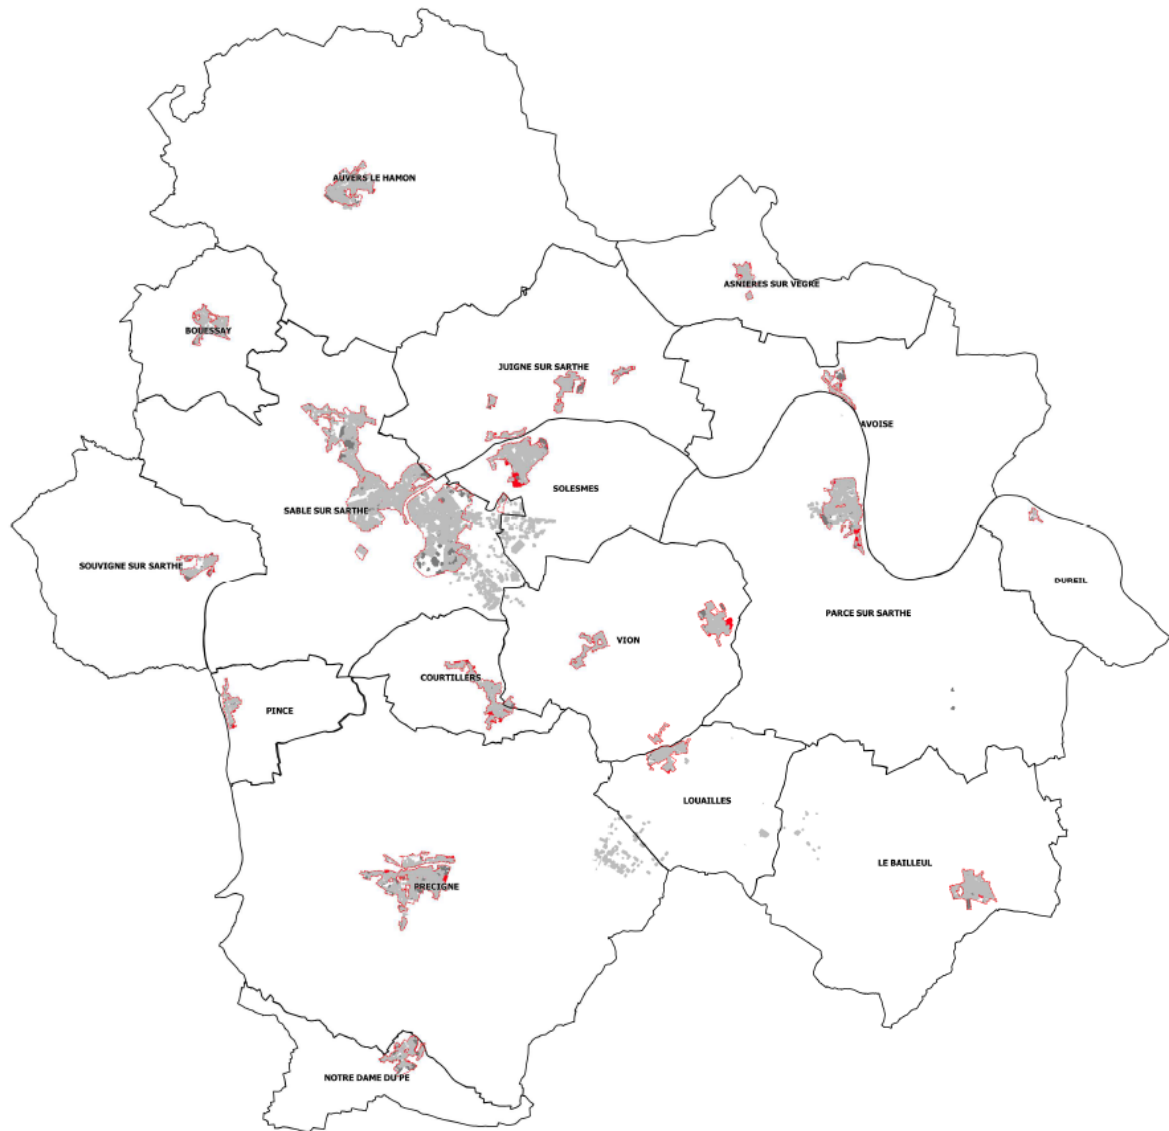 AUVERS LE HAMON
ASNIERES SUR VEGRE
BOUESSAY
JUIGNE SUR SARTHE
AVOISE
SOLESMES
SABLE SUR SARTHE
SOUVIGNE SUR SARTHE
DUREIL
PARCE SUR SARTHE
VION
COURTILLERS
PINCE
LOUAILLES
LE BAILLEUL
PRECIGNE
NOTRE DAME DU PE